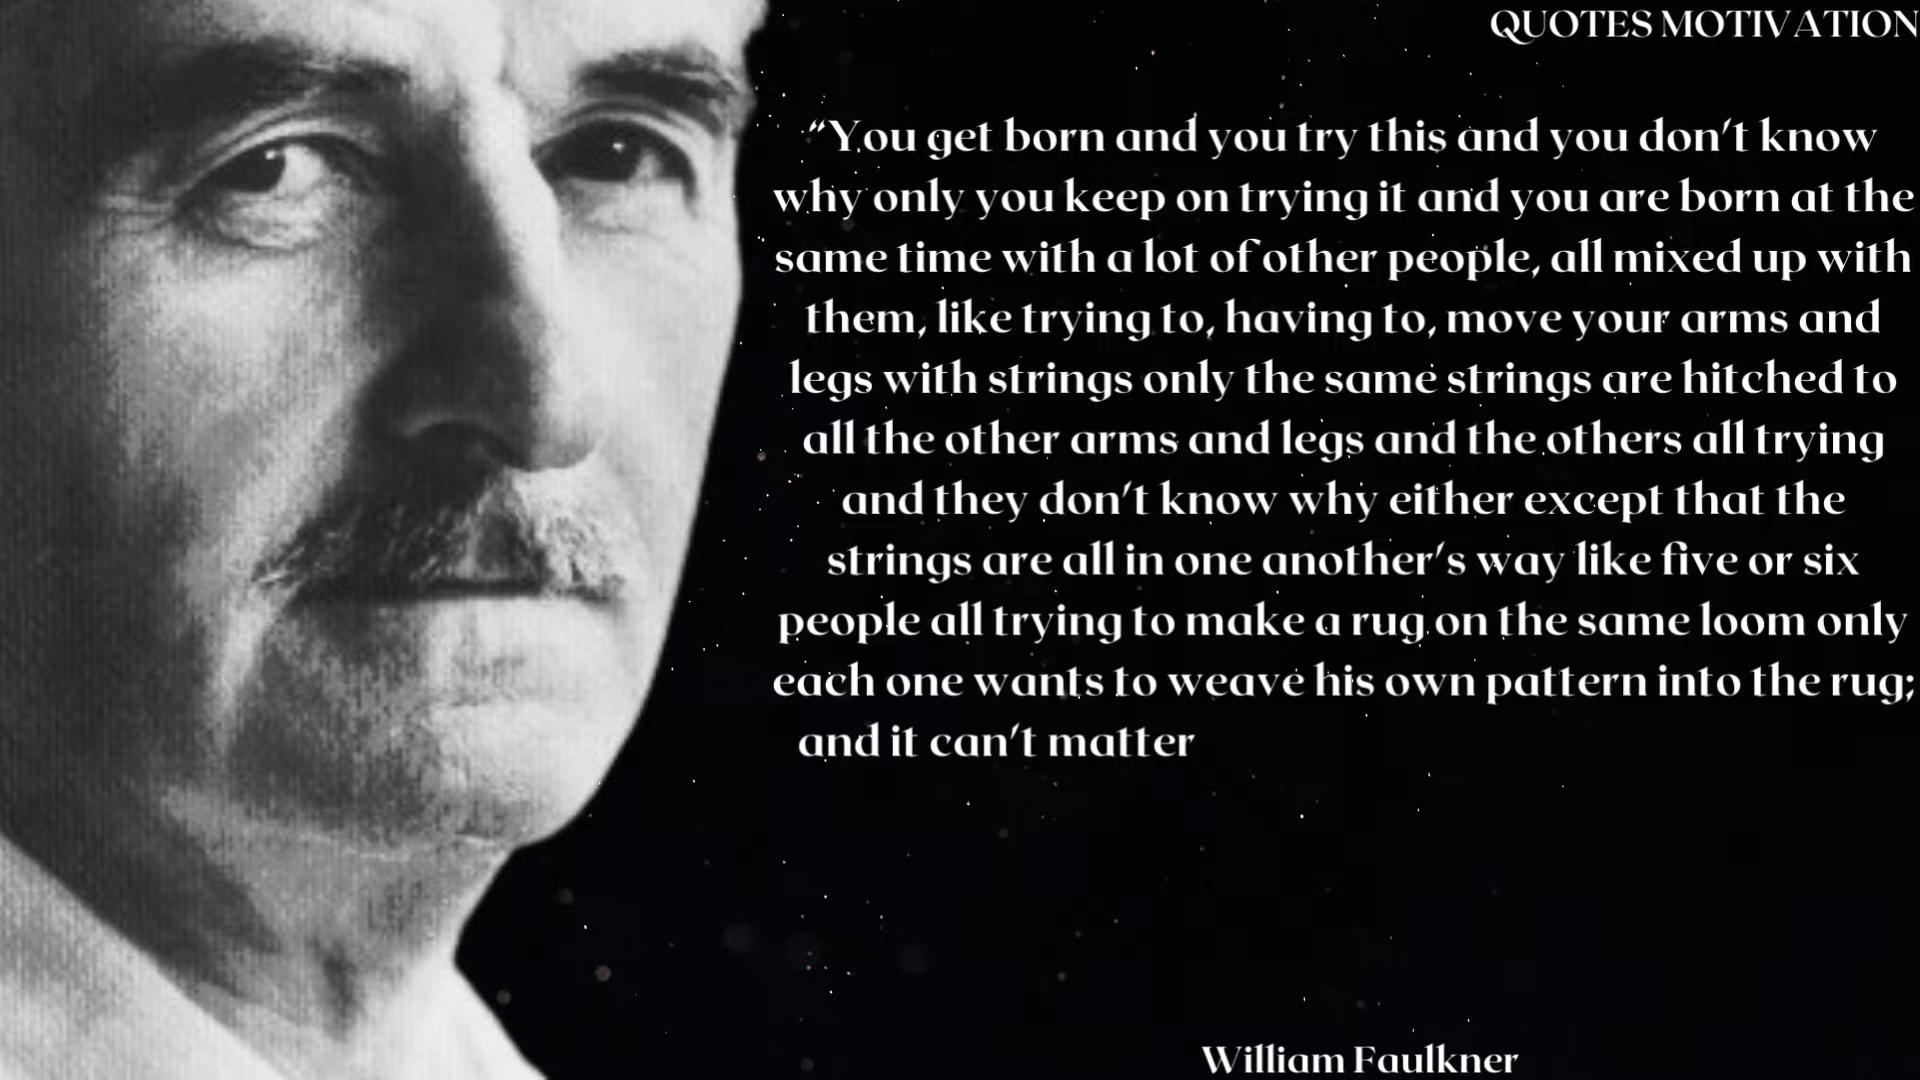 QUOTES MOTIVATION
“You get born and you try this and you don’t know
why only you keep on trying it and you are born at the
same time with a lot of other people, all mixed up with
them, like trying to, having to, move your arms and
legs with strings only the same strings are hitched to
all the other arms and legs and the others all trying
and they don’t know why either except that the
strings are all in one another’s way like five or six
people all trying to make a rug on the same loom only
each one wants to weave his own pattern into the rug;
and it can’t matter
William Faulkner